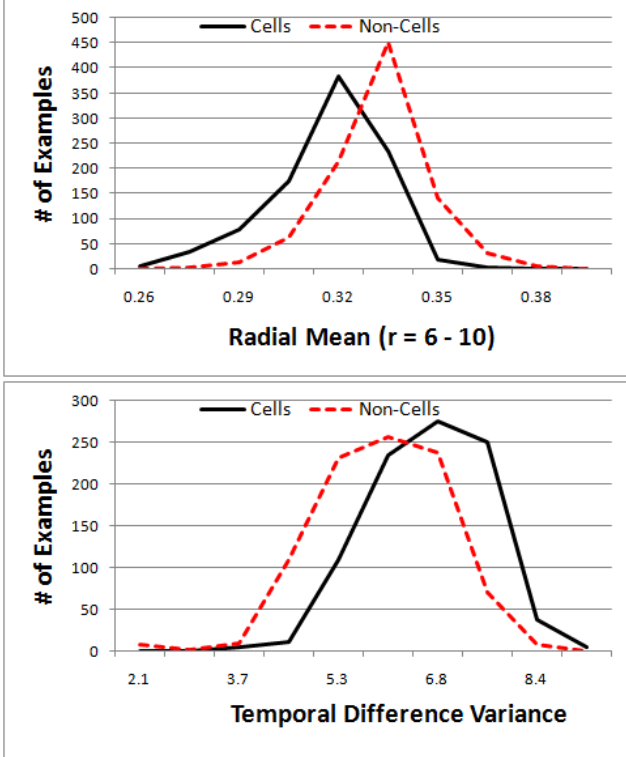 500
Cells
Non-Cells
450
400
350
300
250
200
150
100
50
0
# of Examples
0.26 0.29 0.32 0.35 0.38
Radial Mean (r = 6 - 10)
300
Cells
Non-Cells
250
200
150
100
50
0
# of Examples
2.1 3.7 5.3 6.8 8.4
Temporal Difference Variance